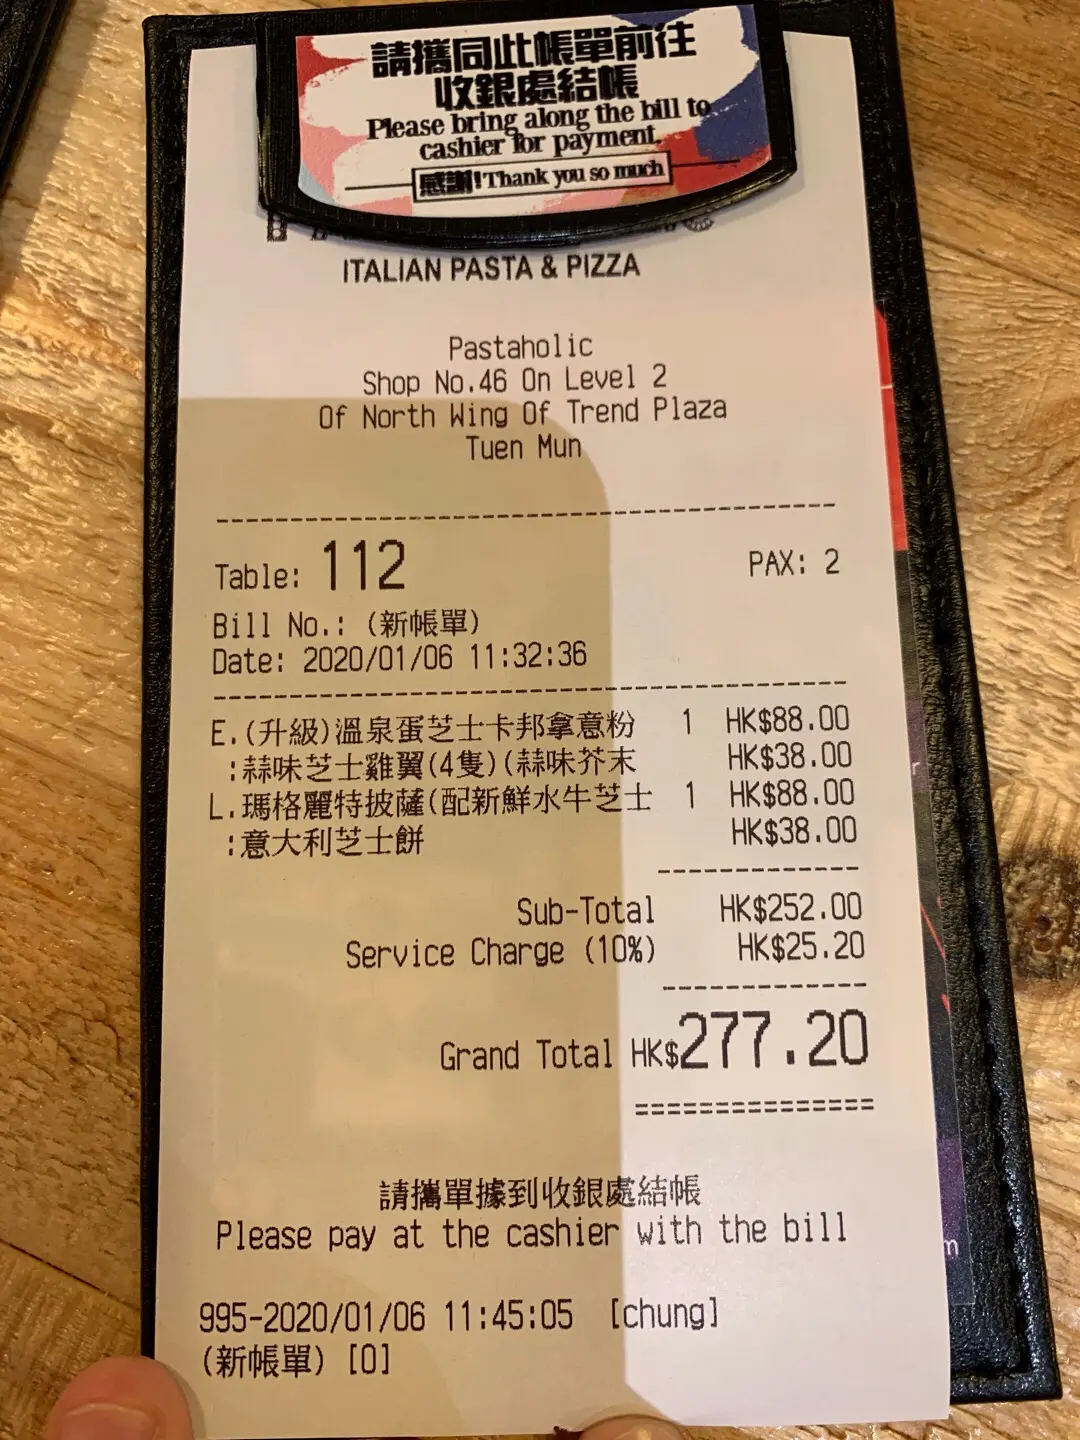 請攜同此帳單前往
收銀處結帳
Please bring along the bill to
cashier for payment.
感謝!Thank you so much
ITALIAN PASTA & PIZZA
Pastaholic
Shop No.46 On Level 2
Of North Wing Of Trend Plaza
Tuen Mun
Table: 112 PAX: 2
Bill No.: (新帳單)
Date: 2020/01/06 11:32:36
E.(升級)溫泉蛋芝士卡邦拿意粉 1 HK$88.00
:蒜味芝士雞翼(4隻)(蒜味芥末 HK$38.00
L.瑪格麗特披薩(配新鮮水牛芝士 1 HK$88.00
:意大利芝士餅 HK$38.00
Sub-Total HK$252.00
Service Charge (10%) HK$25.20
Grand Total HK$277.20
請攜單據到收銀處結帳
Please pay at the cashier with the bill
995-2020/01/06 11:45:05 [chung]
(新帳單) [0]